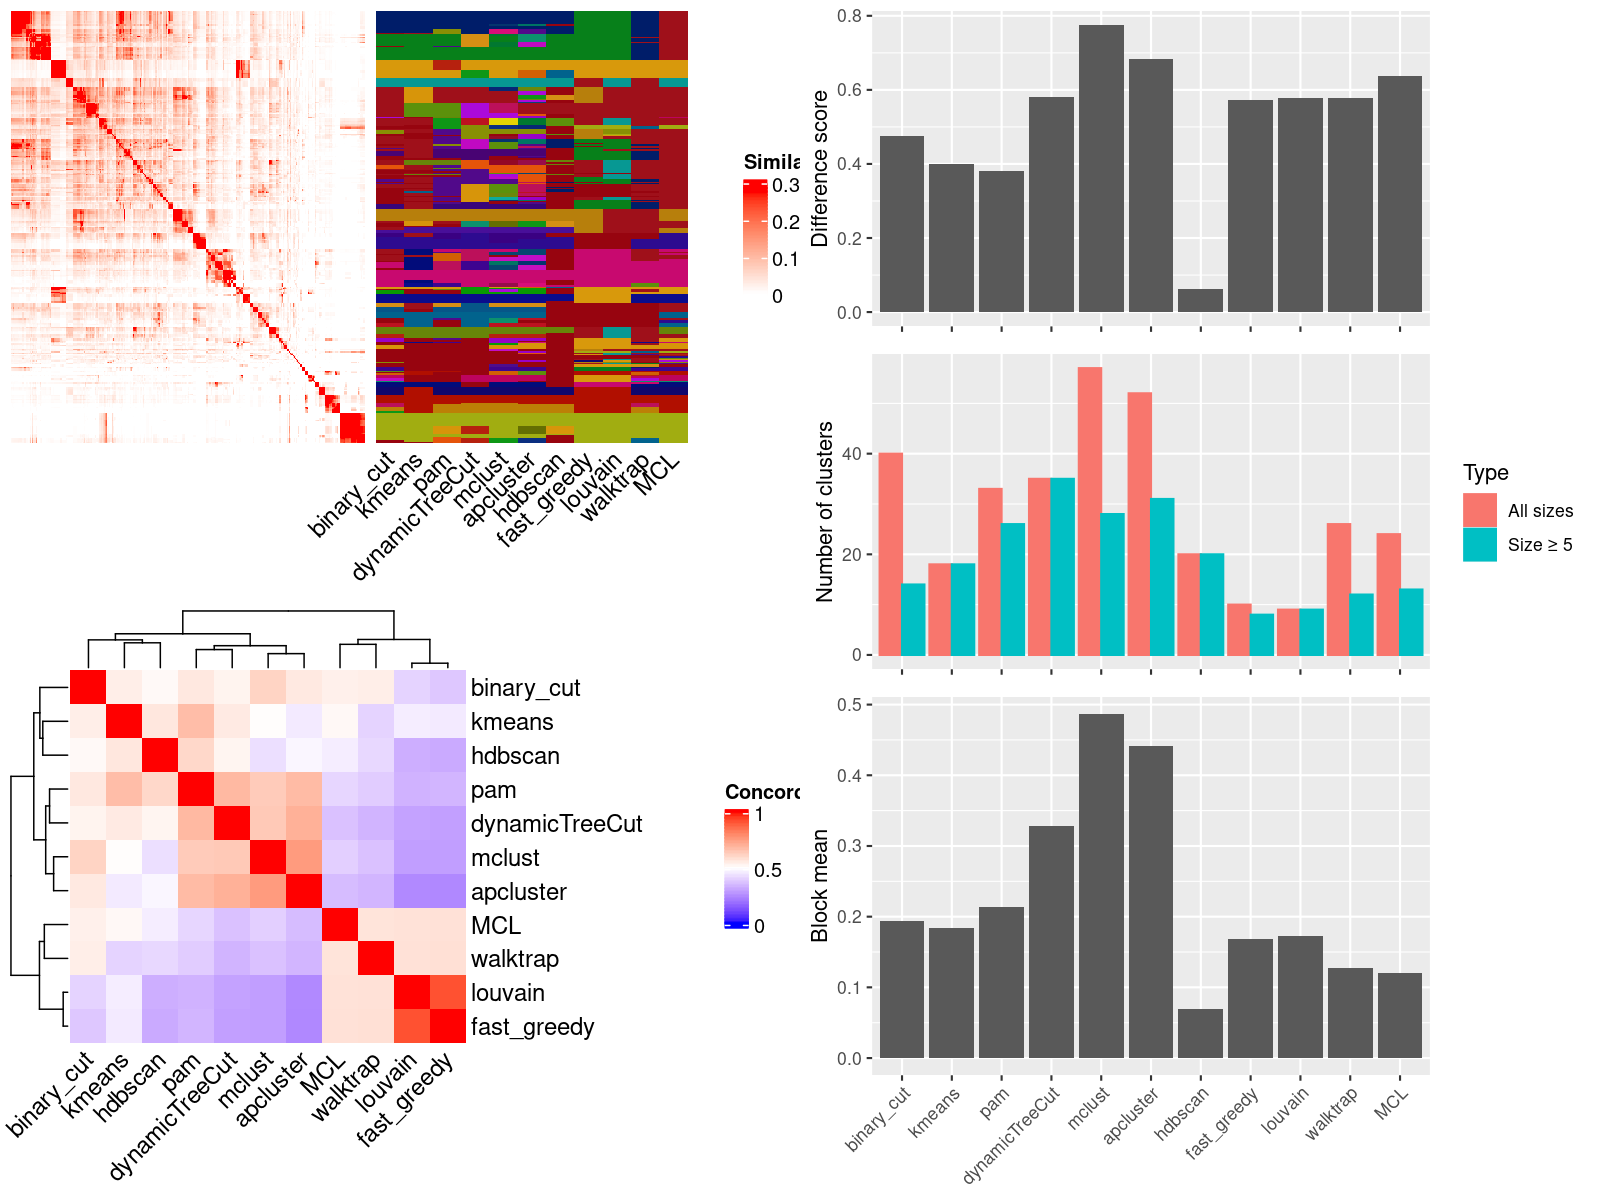 Simila
0.3
0.2
0.1
0
binary_cut
kmeans
pam
dynamicTreeCut
mclust
apcluster
hdbscan
fast_greedy
louvain
walktrap
MCL
Difference score
0.8
0.6
0.4
0.2
0.0
Number of clusters
40
20
0
Type
All sizes
Size ≥ 5
binary_cut
kmeans
hdbscan
pam
dynamicTreeCut
mclust
apcluster
MCL
walktrap
louvain
fast_greedy
binary_cut
kmeans
hdbscan
pam
dynamicTreeCut
mclust
apcluster
MCL
walktrap
louvain
fast_greedy
Concorc
1
0.5
0
Block mean
0.5
0.4
0.3
0.2
0.1
0.0
binary_cut
kmeans
pam
dynamicTreeCut
mclust
apcluster
hdbscan
fast_greedy
louvain
walktrap
MCL